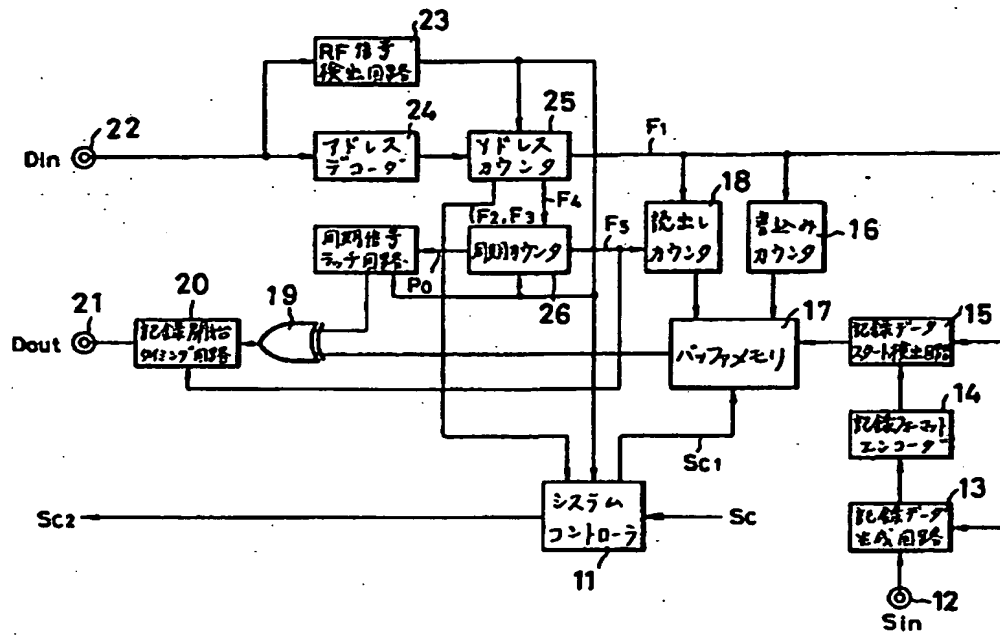 23
RF信号
検出回路
24
25
22
Din
アドレス
デコーダ
アドレス
カウンタ
F1
F2, F3
F4
18
読出し
カウンタ
書込み
カウンタ
16
同期信号
ラッチ回路
P0
同期カウンタ
F5
26
21
20
19
17
15
Dout
記録開始
タイミング回路
バッファメモリ
記録データ
スタート検出回路
14
記録フォーマット
エンコーダ
Sc1
13
Sc2
システム
コントローラ
Sc
記録データ
生成回路
11
12
Sin